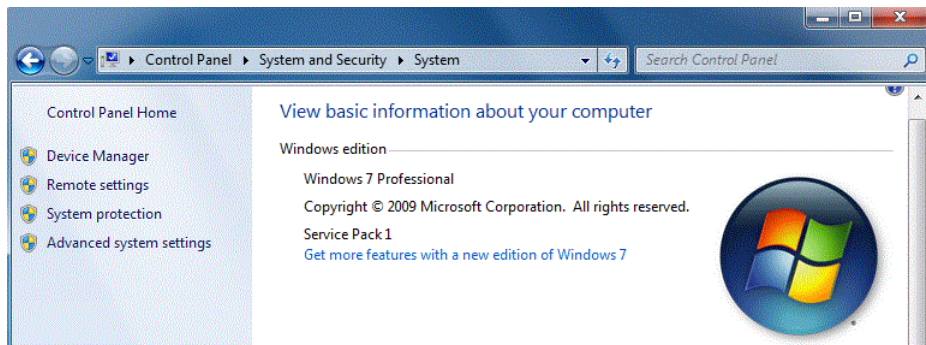 Control Panel System and Security System
Search Control Panel
Control Panel Home
Device Manager
Remote settings
System protection
Advanced system settings
View basic information about your computer
Windows edition
Windows 7 Professional
Copyright © 2009 Microsoft Corporation. All rights reserved.
Service Pack 1
Get more features with a new edition of Windows 7